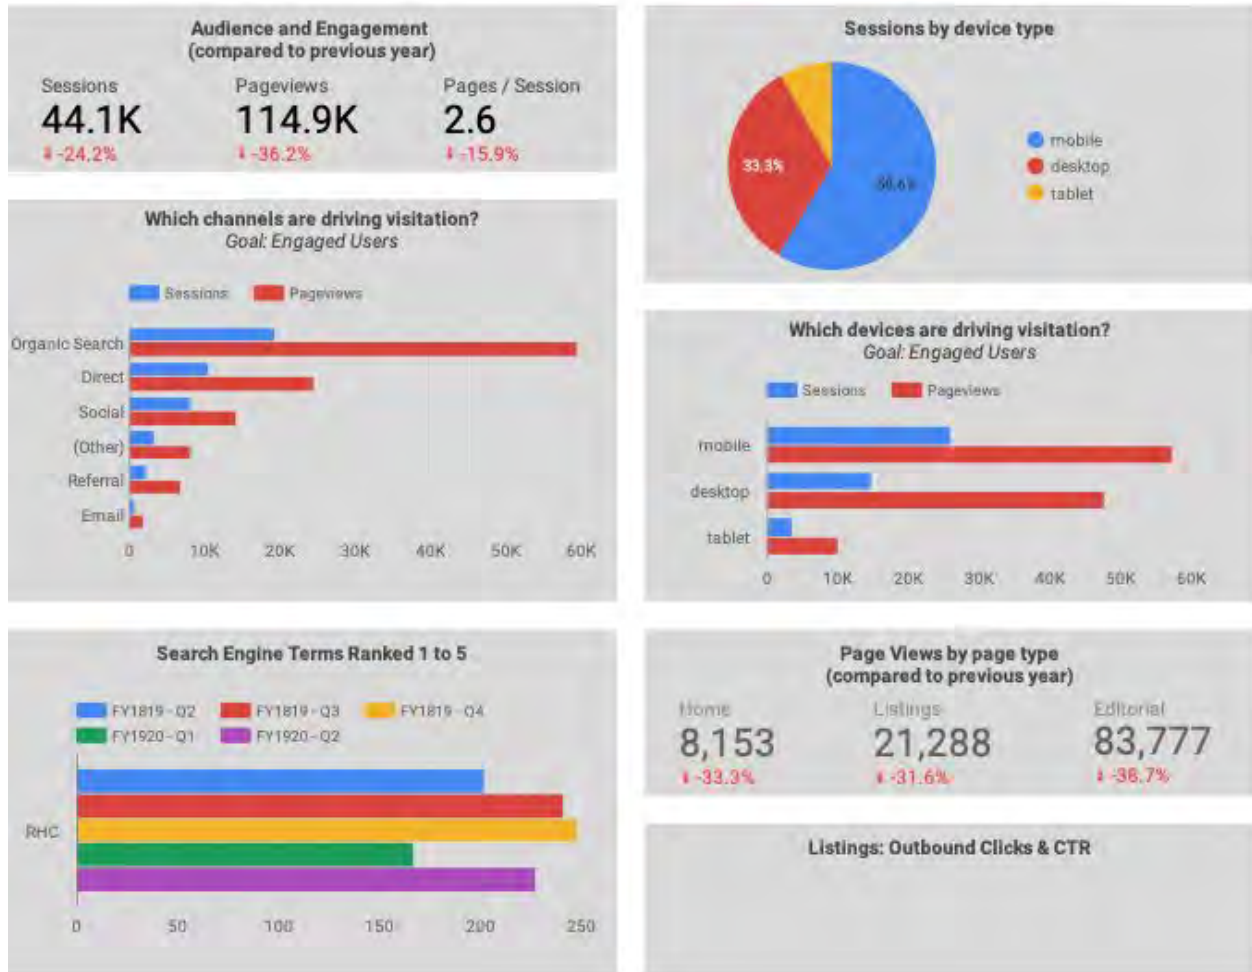 Audience and Engagement
(compared to previous year)
Sessions Pageviews Pages / Session
44.1K 114.9K 2.6
-24.2% -36.2% -15.9%
Which channels are driving visitation?
Goal: Engaged Users
Sessions Pageviews
Organic Search
Direct
Social
(Other)
Referral
Email
0 10K 20K 30K 40K 50K 60K
Search Engine Terms Ranked 1 to 5
FY1819 - Q2 FY1819 - Q3 FY1819 - Q4
FY1920 - Q1 FY1920 - Q2
RHC
0 50 100 150 200 250
Sessions by device type
33.3%
mobile
desktop
tablet
Which devices are driving visitation?
Goal: Engaged Users
Sessions Pageviews
mobile
desktop
tablet
0 10K 20K 30K 40K 50K 60K
Page Views by page type
(compared to previous year)
Home Listings Editorial
8,153 21,288 83,777
-33.3% -31.6% -38.7%
Listings: Outbound Clicks & CTR